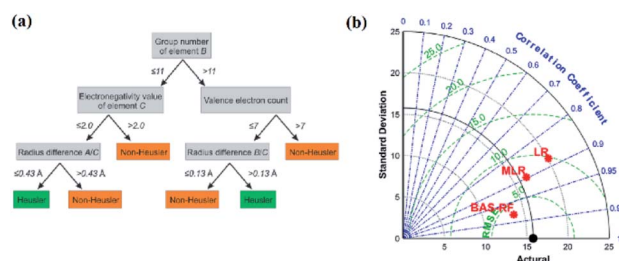 (a)
Group number
of element B
≤11
>11
Electronegativity value
of element C
Valence electron count
≤2.0
>2.0
≤7
>7
Radius difference A/C
Non-Heusler
Radius difference B/C
Non-Heusler
≤0.43 Å
>0.43 Å
≤0.13 Å
>0.13 Å
Heusler
Non-Heusler
Non-Heusler
Heusler
(b)
Standard Deviation
25
20
15
10
5
0
0
0.1
0.2
0.3
0.4
0.5
0.6
0.7
0.8
0.9
0.95
Correlation Coefficient
25.0
20.0
15.0
10.0
5.0
RMSE
LR
MLR
BAS-RF
0
5
10
15
20
25
Actural